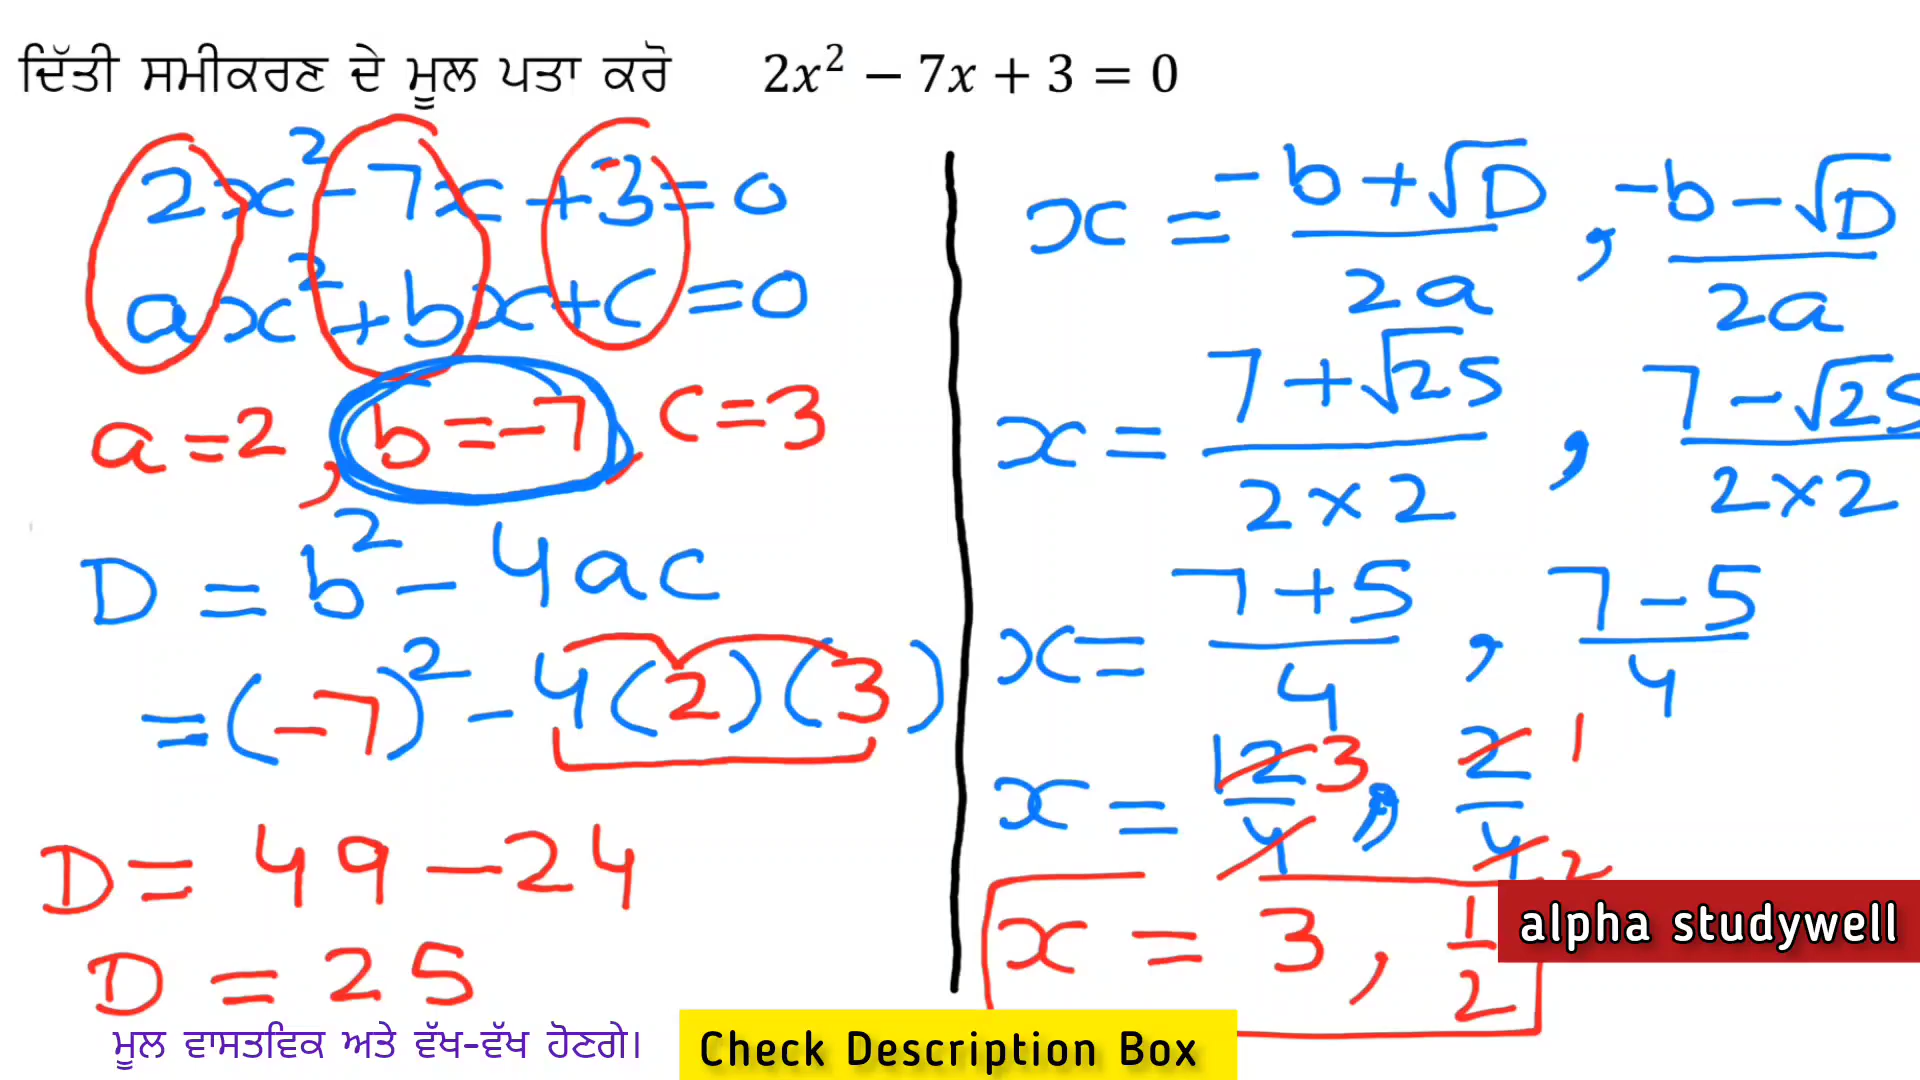 ਦਿੱਤੀ ਸਮੀਕਰਣ ਦੇ ਮੂਲ ਪਤਾ ਕਰੋ 2x² − 7x + 3 = 0
2x² - 7x + 3 = 0
ax² + bx + c = 0
a = 2, b = -7, c = 3
D = b² - 4ac
= (-7)² - 4(2)(3)
D = 49 - 24
D = 25
ਮੂਲ ਵਾਸਤਵਿਕ ਅਤੇ ਵੱਖ-ਵੱਖ ਹੋਣਗੇ।
x = -b + √D / 2a , -b - √D / 2a
x = 7 + √25 / 2 × 2 , 7 - √25 / 2 × 2
x = 7 + 5 / 4 , 7 - 5 / 4
x = 12 / 4 3 , 2 / 4 1 2
x = 3 , 1/2
alpha studywell
Check Description Box